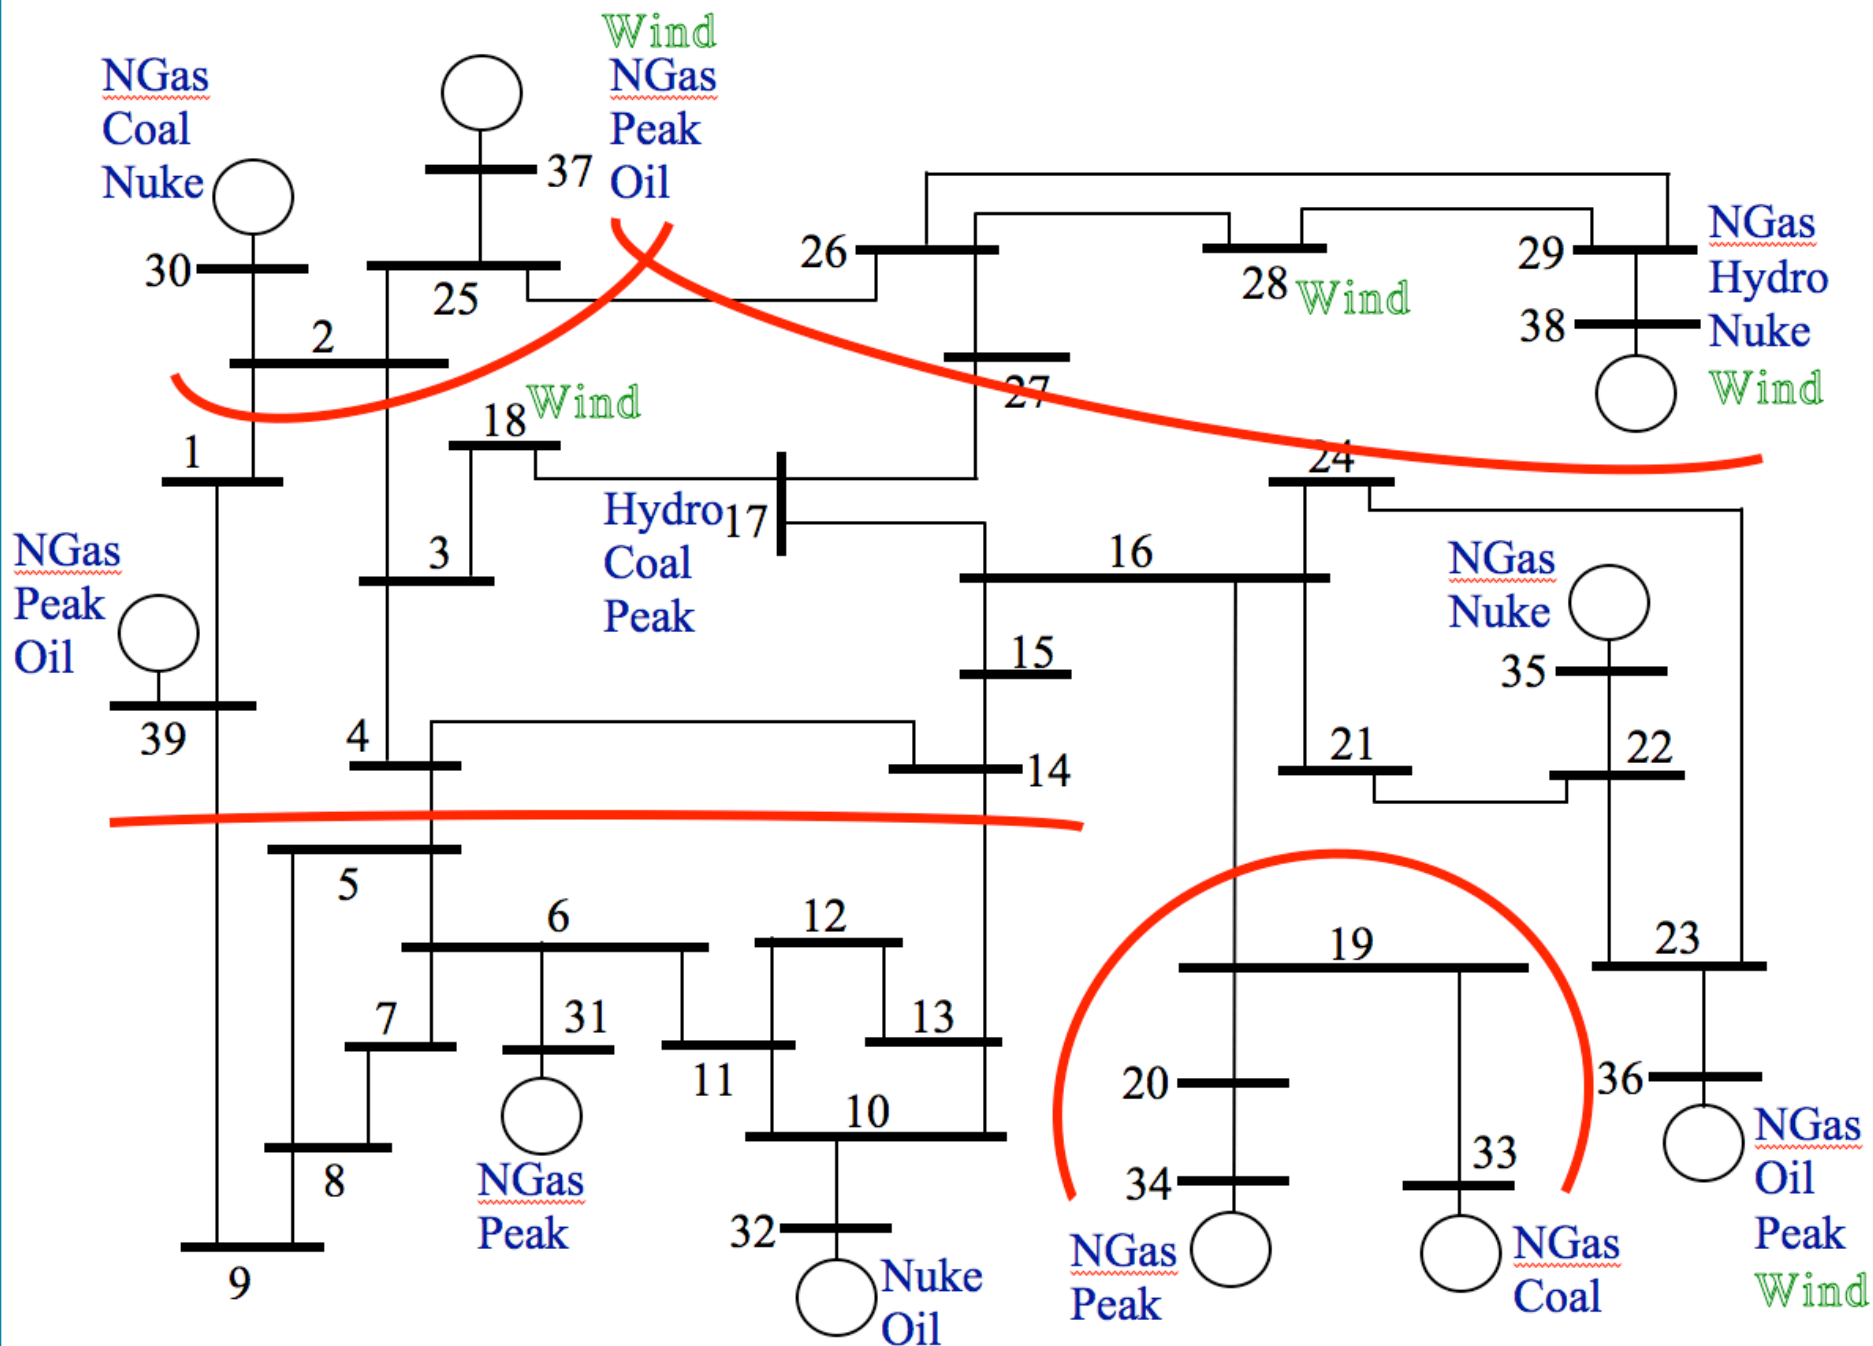 Wind
NGas
Peak
Oil
NGas
Coal
Nuke
37
30
25
2
26
28
Wind
29
38
NGas
Hydro
Nuke
Wind
27
18
Wind
1
24
3
Hydro
Coal
Peak
17
16
NGas
Peak
Oil
39
NGas
Nuke
35
15
4
14
21
22
5
6
12
19
23
7
31
11
13
10
20
36
8
NGas
Peak
34
33
NGas
Oil
Peak
Wind
9
32
Nuke
Oil
NGas
Peak
NGas
Coal